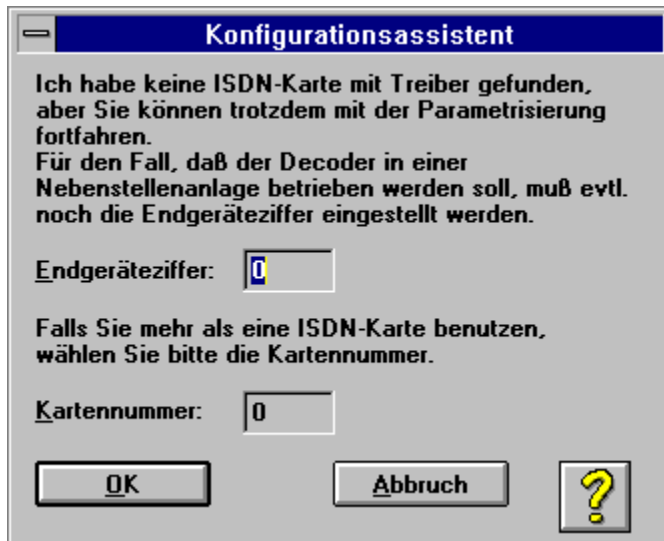 Konfigurationsassistent
Ich habe keine ISDN-Karte mit Treiber gefunden,
aber Sie können trotzdem mit der Parametrisierung
fortfahren.
Für den Fall, daß der Decoder in einer
Nebenstellenanlage betrieben werden soll, muß evtl.
noch die Endgeräteziffer eingestellt werden.
Endgeräteziffer: 0
Falls Sie mehr als eine ISDN-Karte benutzen,
wählen Sie bitte die Kartennummer.
Kartennummer: 0
OK Abbruch ?